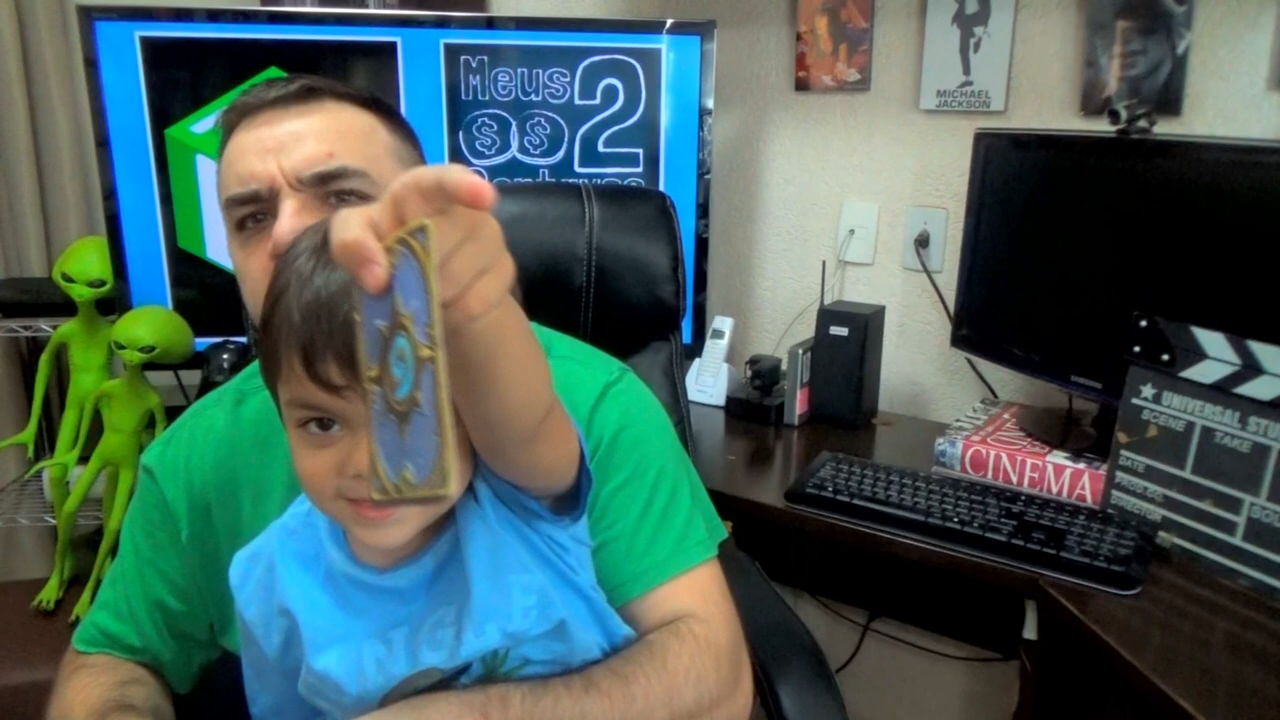 MEUS
2
$ $
MICHAEL
JACKSON
CINEMA
UNIVERSAL STU
SCENE
TAKE
DATE
PROD. CO.
DIRECTOR